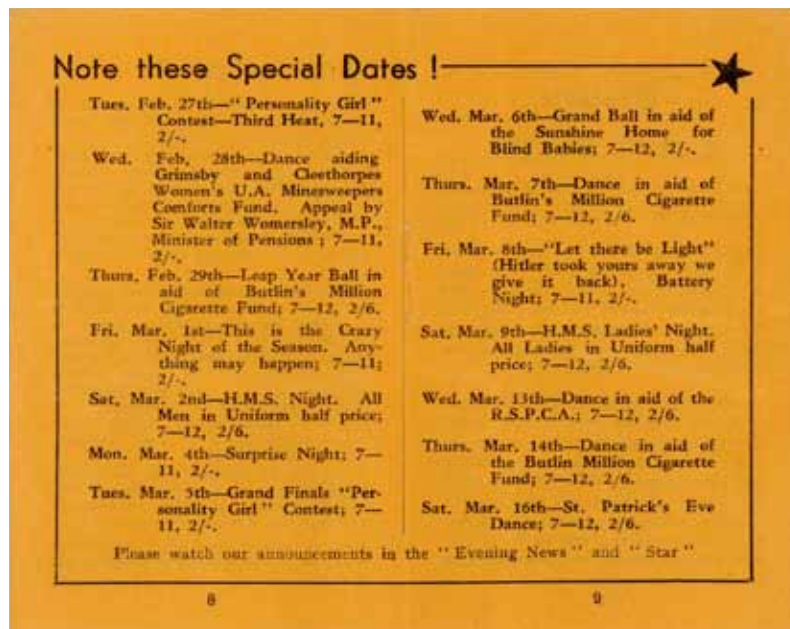 Note these Special Dates !
Tues. Feb. 27th—" Personality Girl "
Contest—Third Heat, 7—11,
2/-.
Wed. Feb. 28th—Dance aiding
Grimsby and Cleethorpes
Women's U.A. Minesweepers
Comforts Fund. Appeal by
Sir Walter Womersley, M.P.,
Minister of Pensions ; 7—11,
2/-.
Thurs. Feb. 29th—Leap Year Ball in
aid of Butlin's Million
Cigarette Fund; 7—12, 2/6.
Fri. Mar. 1st—This is the Crazy
Night of the Season. Any-
thing may happen; 7—11;
2/-.
Sat. Mar. 2nd—H.M.S. Night. All
Men in Uniform half price;
7—12, 2/6.
Mon. Mar. 4th—Surprise Night; 7—
11, 2/-.
Tues. Mar. 5th—Grand Finals "Per-
sonality Girl" Contest; 7—
11, 2/-.
Wed. Mar. 6th—Grand Ball in aid of
the Sunshine Home for
Blind Babies; 7—12, 2/-.
Thurs. Mar. 7th—Dance in aid of
Butlin's Million Cigarette
Fund; 7—12, 2/6.
Fri. Mar. 8th—"Let there be Light"
(Hitler took yours away we
give it back). Battery
Night; 7—11, 2/-.
Sat. Mar. 9th—H.M.S. Ladies' Night.
All Ladies in Uniform half
price; 7—12, 2/6.
Wed. Mar. 13th—Dance in aid of the
R.S.P.C.A.; 7—12, 2/6.
Thurs. Mar. 14th—Dance in aid of
the Butlin Million Cigarette
Fund; 7—12, 2/6.
Sat. Mar. 16th—St. Patrick's Eve
Dance; 7—12, 2/6.
Please watch our announcements in the " Evening News " and " Star "
8
9